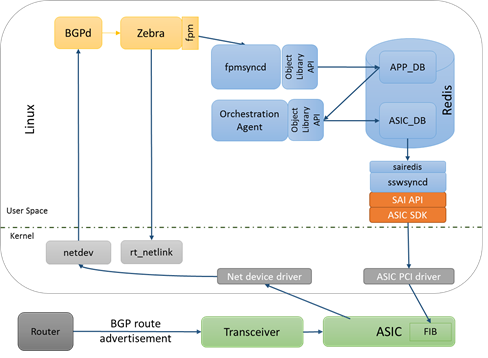 BGPd
Zebra
fpm
fpmsyncd
Object
Library
API
APP_DB
Linux
Redis
Orchestration
Agent
Object
Library
API
ASIC_DB
sairedis
sswsyncd
SAI API
ASIC SDK
User Space
Kernel
netdev
rt_netlink
Net device driver
ASIC PCI driver
Router
BGP route
advertisement
Transceiver
ASIC
FIB